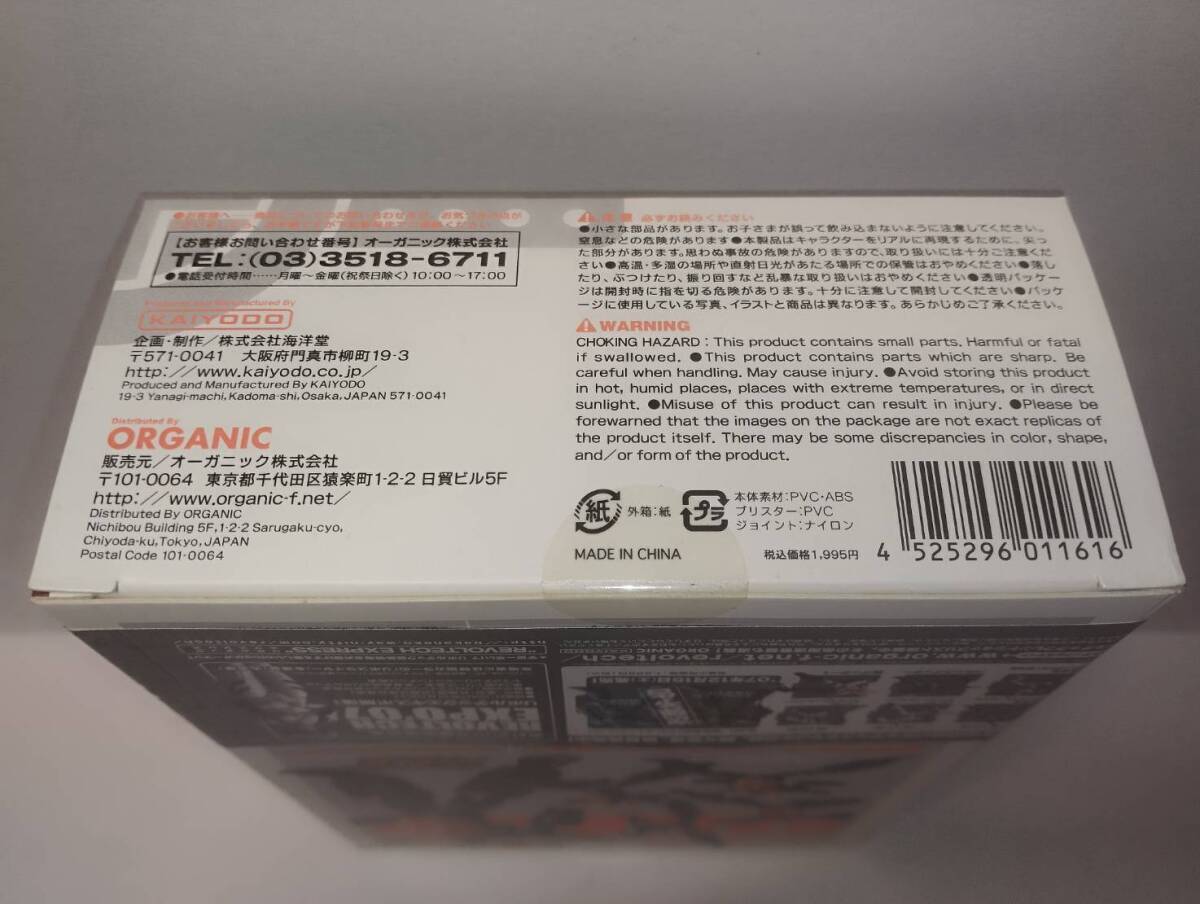 【お客様お問い合わせ番号】オーガニック株式会社
TEL:(03)3518-6711
●電話受付時間……月曜〜金曜(祝祭日除く)10:00〜17:00
Produced and Manufactured By
KAIYODO
企画・制作/株式会社海洋堂
〒571-0041 大阪府門真市柳町19-3
http://www.kaiyodo.co.jp/
Produced and Manufactured By KAIYODO
19-3 Yanagi-machi, Kadoma-shi, Osaka, JAPAN 571-0041
Distributed By
ORGANIC
販売元/オーガニック株式会社
〒101-0064 東京都千代田区猿楽町1-2-2 日貿ビル5F
http://www.organic-f.net/
Distributed By ORGANIC
Nichibou Building 5F, 1-2-2 Sarugaku-cyo,
Chiyoda-ku, Tokyo, JAPAN
Postal Code 101-0064
注意 必ずお読みください
●小さな部品があります。お子さまが誤って飲み込まないように注意してください。
窒息などの危険があります●本製品はキャラクターをリアルに再現するために、尖っ
た部分があります。思わぬ事故の危険がありますので、取り扱いには十分ご注意くださ
い●高温・多湿の場所や直射日光があたる場所での保管はおやめください●落し
たり、ぶつけたり、振り回すなど乱暴な取り扱いはおやめください●透明パッケー
ジは開封時に指を切る危険があります。十分に注意して開封してください●パッケ
ージに使用している写真、イラストと商品は異なります。あらかじめご了承ください。
WARNING
CHOKING HAZARD : This product contains small parts. Harmful or fatal
if swallowed. ●This product contains parts which are sharp. Be
careful when handling. May cause injury. ●Avoid storing this product
in hot, humid places, places with extreme temperatures, or in direct
sunlight. ●Misuse of this product can result in injury. ●Please be
forewarned that the images on the package are not exact replicas of
the product itself. There may be some discrepancies in color, shape,
and/or form of the product.
紙 外箱:紙
プラ
本体素材:PVC・ABS
ブリスター:PVC
ジョイント:ナイロン
MADE IN CHINA
税込価格1,995円
4 525296 011616
"REVOLTECH EXPRESS"
organic-f.net/revoltech/
EXPO'07